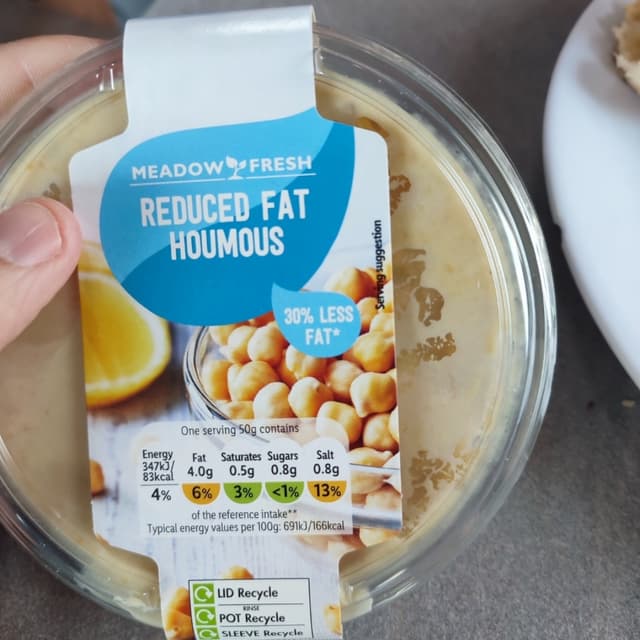 MEADOW FRESH
REDUCED FAT
HOUMOUS
Serving suggestion
30% LESS
FAT*
One serving 50g contains
Energy Fat Saturates Sugars Salt
347kJ/ 4.0g 0.5g 0.8g 0.8g
83kcal
4% 6% 3% <1% 13%
of the reference intake**
Typical energy values per 100g: 691kJ/166kcal
LID Recycle
RINSE
POT Recycle
SLEEVE Recycle